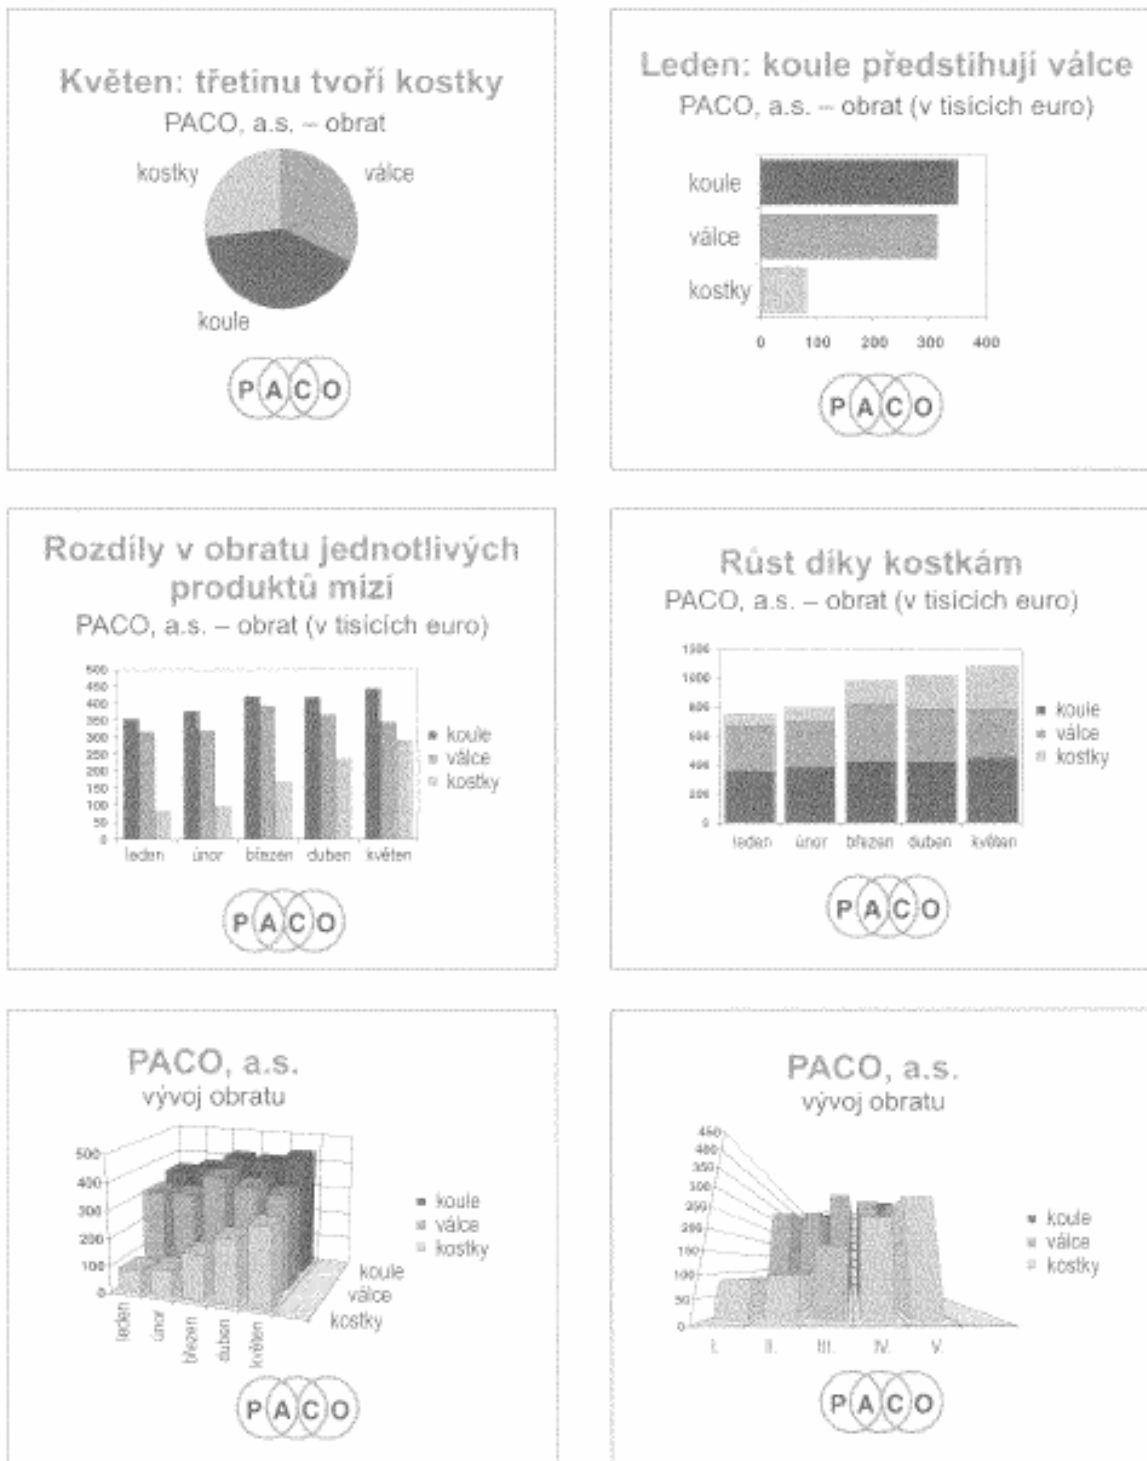 Květen: třetinu tvoří kostky
PACO, a.s. – obrat
kostky
válce
koule
P A C O
Leden: koule předstihují válce
PACO, a.s. – obrat (v tisících euro)
koule
válce
kostky
0 100 200 300 400
P A C O
Rozdíly v obratu jednotlivých
produktů mizí
PACO, a.s. – obrat (v tisících euro)
500
450
400
350
300
250
200
150
100
50
0
leden únor březen duben květen
koule
válce
kostky
P A C O
Růst díky kostkám
PACO, a.s. – obrat (v tisících euro)
1200
1000
800
600
400
200
0
leden únor březen duben květen
koule
válce
kostky
P A C O
PACO, a.s.
vývoj obratu
500
400
300
200
100
0
leden
únor
březen
duben
květen
koule
válce
kostky
koule
válce
kostky
P A C O
PACO, a.s.
vývoj obratu
450
400
350
300
250
200
150
100
50
0
I. II. III. IV. V.
koule
válce
kostky
P A C O